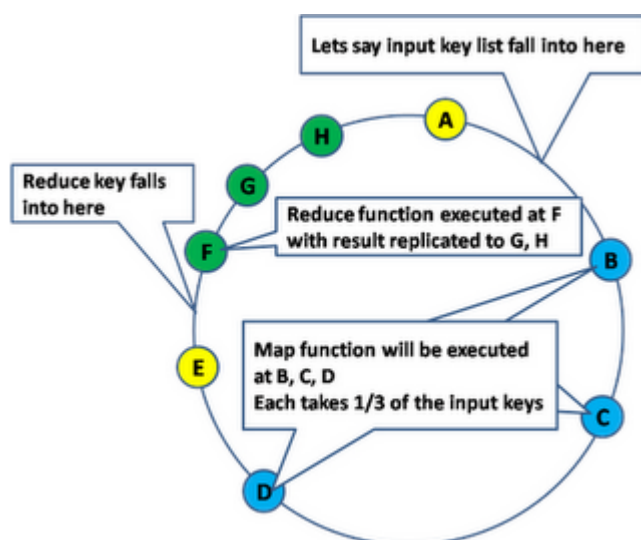 Lets say input key list fall into here
A
H
G
Reduce key falls
into here
Reduce function executed at F
with result replicated to G, H
F
B
Map function will be executed
at B, C, D
Each takes 1/3 of the input keys
E
C
D